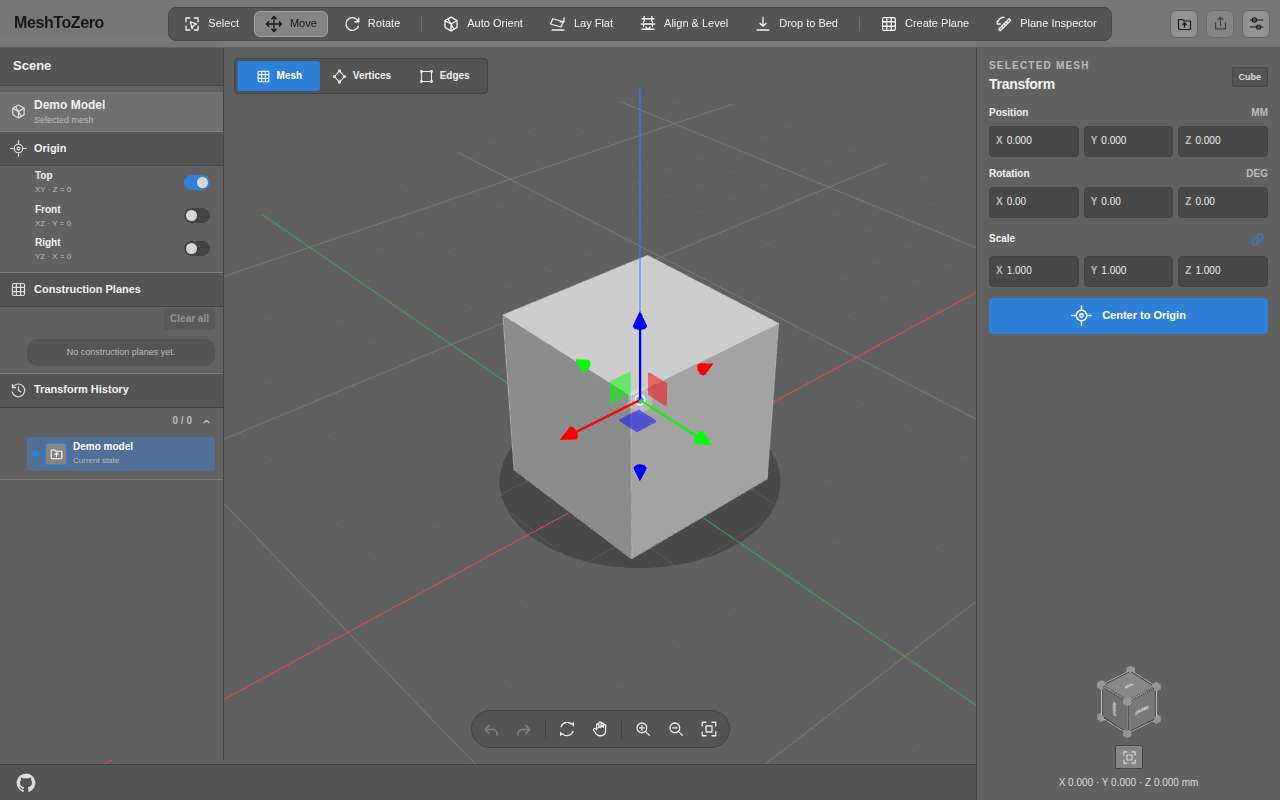 MeshToZero
Select
Move
Rotate
Auto Orient
Lay Flat
Align & Level
Drop to Bed
Create Plane
Plane Inspector
Scene
Demo Model
Selected mesh
Origin
Top
XY · Z = 0
Front
XZ · Y = 0
Right
YZ · X = 0
Construction Planes
Clear all
No construction planes yet.
Transform History
0 / 0
Demo model
Current state
Mesh
Vertices
Edges
SELECTED MESH
Transform
Cube
Position MM
X 0.000 Y 0.000 Z 0.000
Rotation DEG
X 0.00 Y 0.00 Z 0.00
Scale
X 1.000 Y 1.000 Z 1.000
Center to Origin
X 0.000 · Y 0.000 · Z 0.000 mm